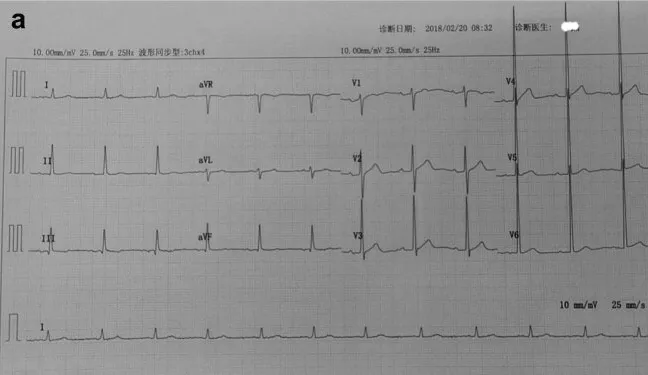 a
诊断日期: 2018/02/20 08:32 诊断医生:
10.00mm/mV 25.0mm/s 25Hz 波形同步型:3chx4 10.00mm/mV 25.0mm/s 25Hz
I aVR V1 V4
II aVL V2 V5
III aVF V3 V6
10 mm/mV 25 mm/s
I